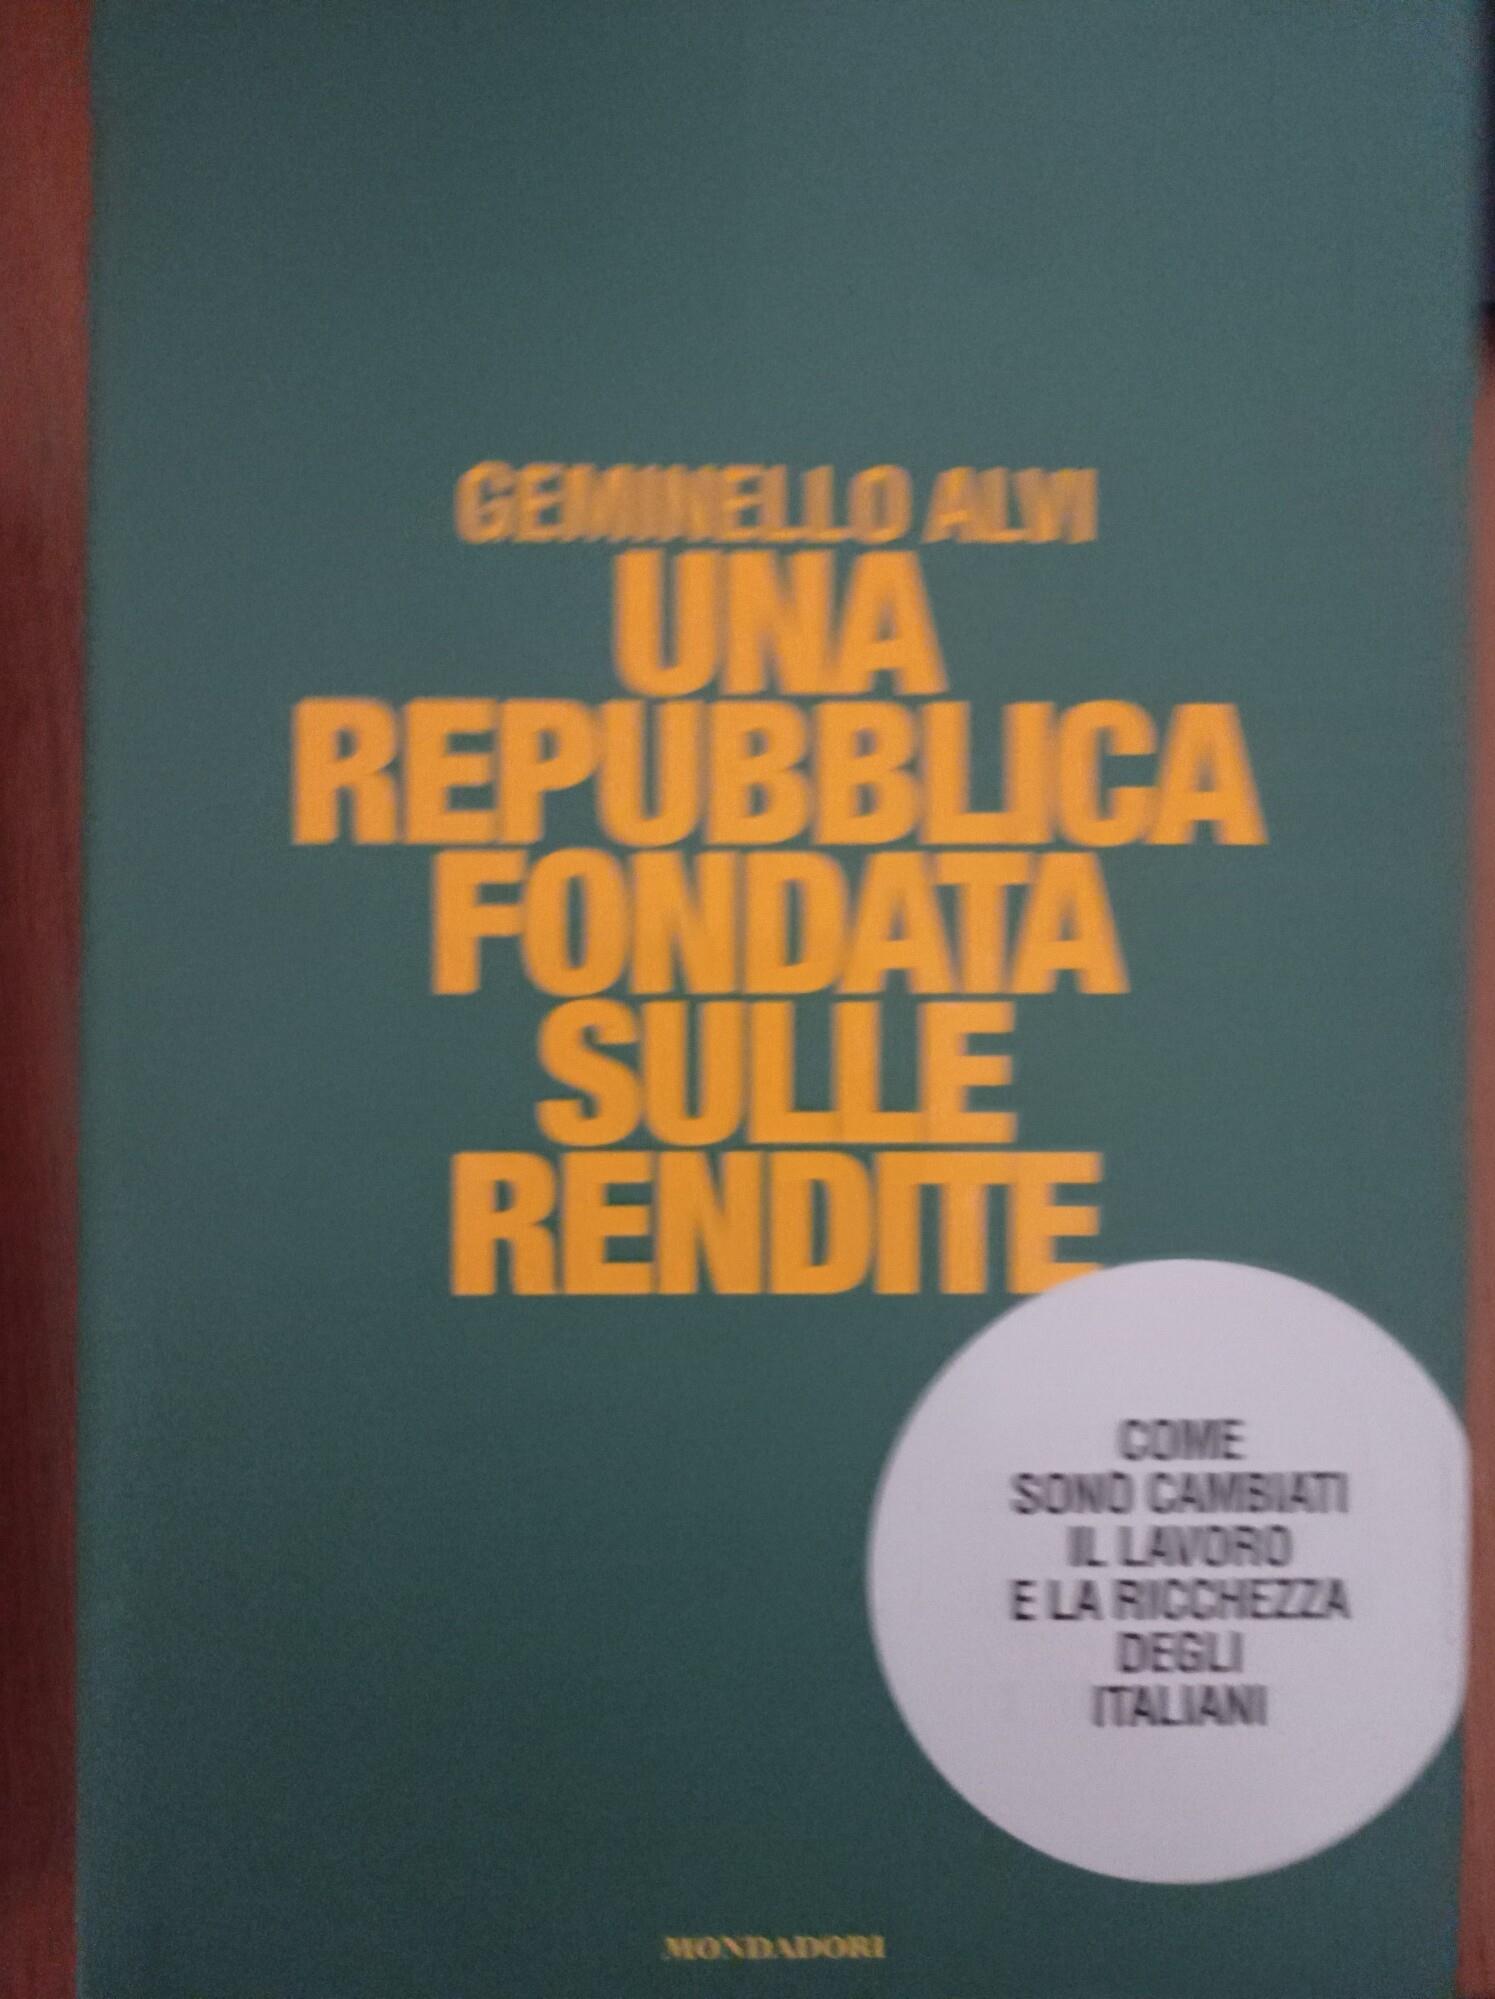 GEMINELLO ALVI
UNA
REPUBBLICA
FONDATA
SULLE
RENDITE
COME
SONO CAMBIATI
IL LAVORO
E LA RICCHEZZA
DEGLI
ITALIANI
MONDADORI